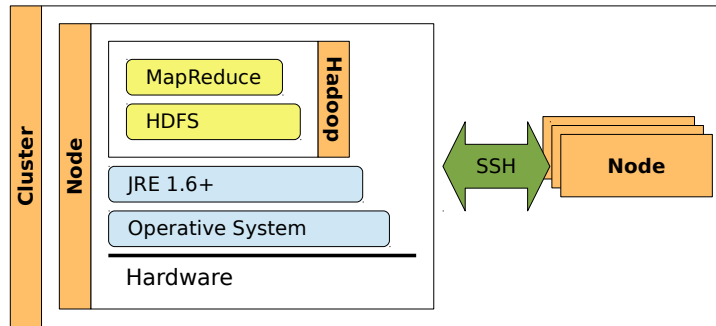 Cluster
Node
MapReduce
HDFS
Hadoop
JRE 1.6+
Operative System
Hardware
SSH
Node